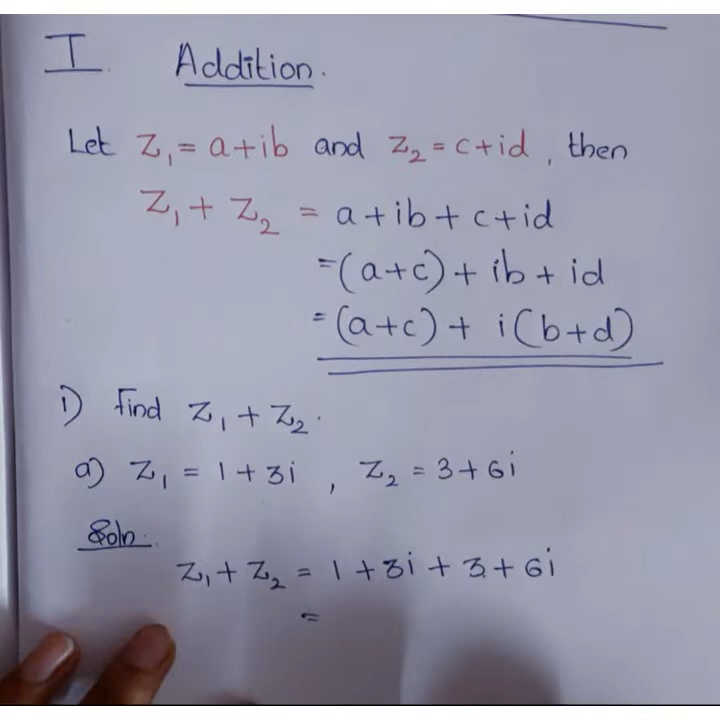 I. Addition.
Let Z₁ = a+ib and Z₂ = c+id, then
Z₁ + Z₂ = a + ib + c + id
= (a+c) + ib + id
= (a+c) + i(b+d)
1) Find Z₁ + Z₂.
a) Z₁ = 1 + 3i , Z₂ = 3 + 6i
Soln.
Z₁ + Z₂ = 1 + 3i + 3 + 6i
=